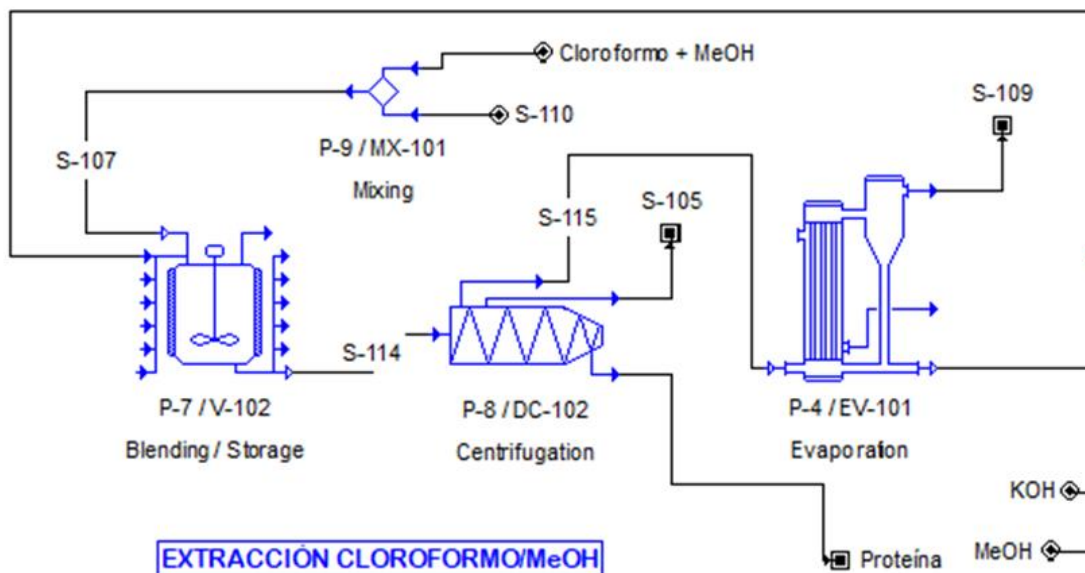 Cloroformo + MeOH
S-110
P-9 / MX-101
Mixing
S-107
S-109
S-115
S-105
S-114
P-7 / V-102
Blending / Storage
P-8 / DC-102
Centrifugation
P-4 / EV-101
Evaporation
KOH
MeOH
Proteína
EXTRACCIÓN CLOROFORMO/MeOH